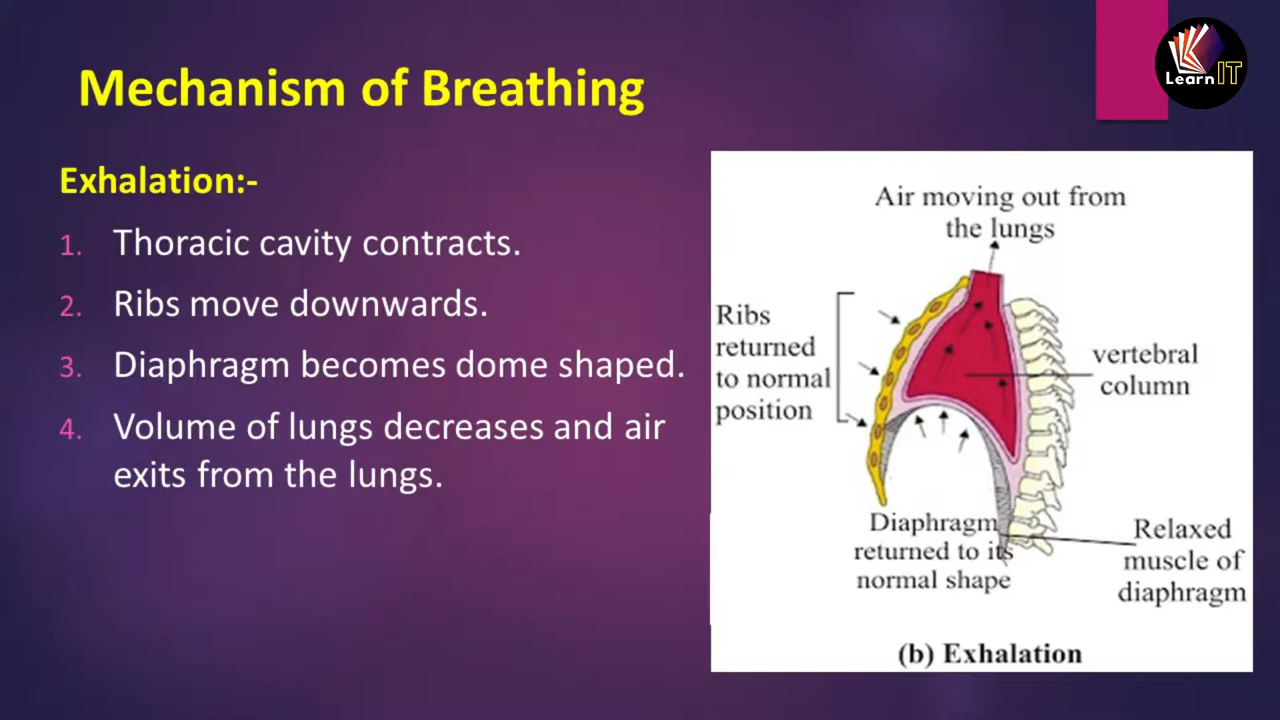 Mechanism of Breathing
Learn IT
Exhalation:-
1. Thoracic cavity contracts.
2. Ribs move downwards.
3. Diaphragm becomes dome shaped.
4. Volume of lungs decreases and air
exits from the lungs.
Air moving out from
the lungs
Ribs
returned
to normal
position
vertebral
column
Diaphragm
returned to its
normal shape
Relaxed
muscle of
diaphragm
(b) Exhalation